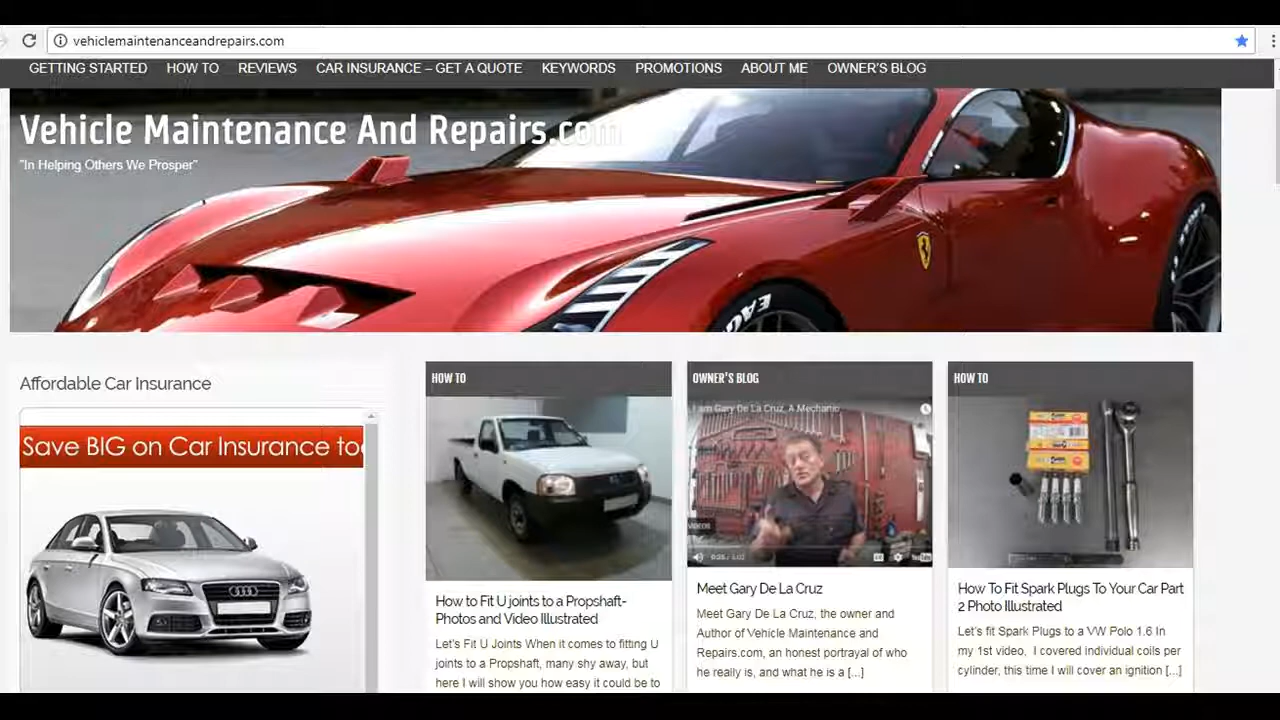 vehiclemaintenanceandrepairs.com
GETTING STARTED HOW TO REVIEWS CAR INSURANCE – GET A QUOTE KEYWORDS PROMOTIONS ABOUT ME OWNER'S BLOG
Vehicle Maintenance And Repairs.com
"In Helping Others We Prosper"
Affordable Car Insurance
Save BIG on Car Insurance too
HOW TO
How to Fit U joints to a Propshaft-
Photos and Video Illustrated
Let's Fit U Joints When it comes to fitting U
joints to a Propshaft, many shy away, but
here I will show you how easy it could be to
OWNER'S BLOG
I am Gary De La Cruz, A Mechanic
VIDEOS
0:25 / 5:02
YouTube
Meet Gary De La Cruz
Meet Gary De La Cruz, the owner and
Author of Vehicle Maintenance and
Repairs.com, an honest portrayal of who
he really is, and what he is a [...]
HOW TO
How To Fit Spark Plugs To Your Car Part
2 Photo Illustrated
Let's fit Spark Plugs to a VW Polo 1.6 In
my 1st video, I covered individual coils per
cylinder, this time I will cover an ignition [...]